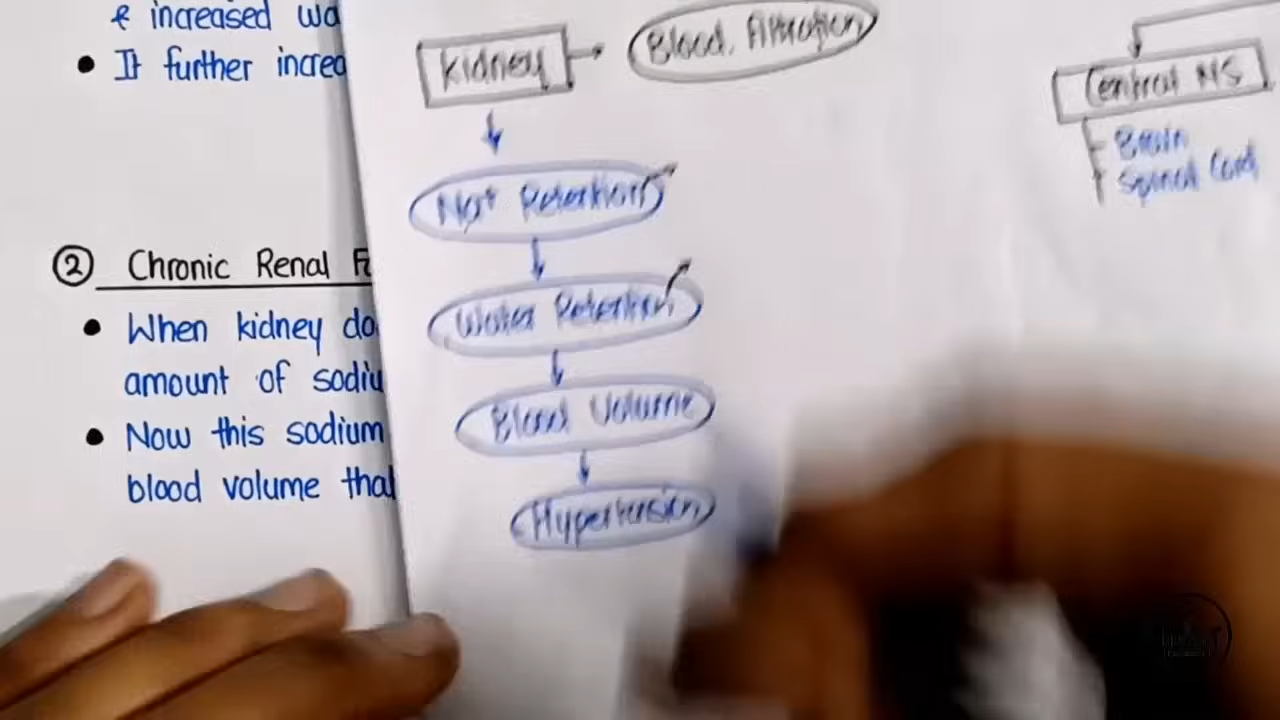 & increased wa
• It further increa
② Chronic Renal F
• When kidney do
amount of sodiu
• Now this sodium
blood volume that
Kidney
Blood Filtration
Na+ Retention
Water Retention
Blood Volume
Hypertension
Central NS
Brain
Spinal Cord